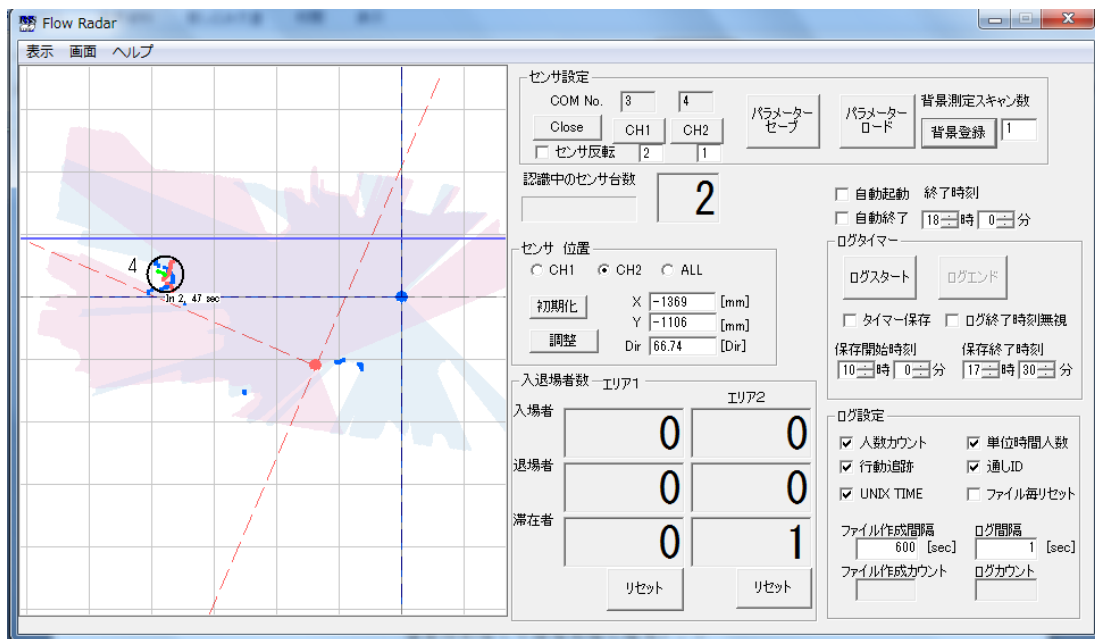 Flow Radar
表示 画面 ヘルプ
センサ設定
COM No. 3 4
Close CH1 CH2
センサ反転 2 1
パラメーター
セーブ
パラメーター
ロード
背景測定スキャン数
背景登録 1
認識中のセンサ台数
2
自動起動 終了時刻
自動終了 18 時 0 分
センサ 位置
CH1 CH2 ALL
初期化
調整
X -1369 [mm]
Y -1106 [mm]
Dir 66.74 [Dir]
ログタイマー
ログスタート ログエンド
タイマー保存 ログ終了時刻無視
保存開始時刻 保存終了時刻
10 時 0 分 17 時 30 分
4
In 2, 47 sec
入退場者数 エリア1 エリア2
入場者 0 0
退場者 0 0
滞在者 0 1
リセット リセット
ログ設定
人数カウント 単位時間人数
行動追跡 通しID
UNIX TIME ファイル毎リセット
ファイル作成間隔 ログ間隔
600 [sec] 1 [sec]
ファイル作成カウント ログカウント